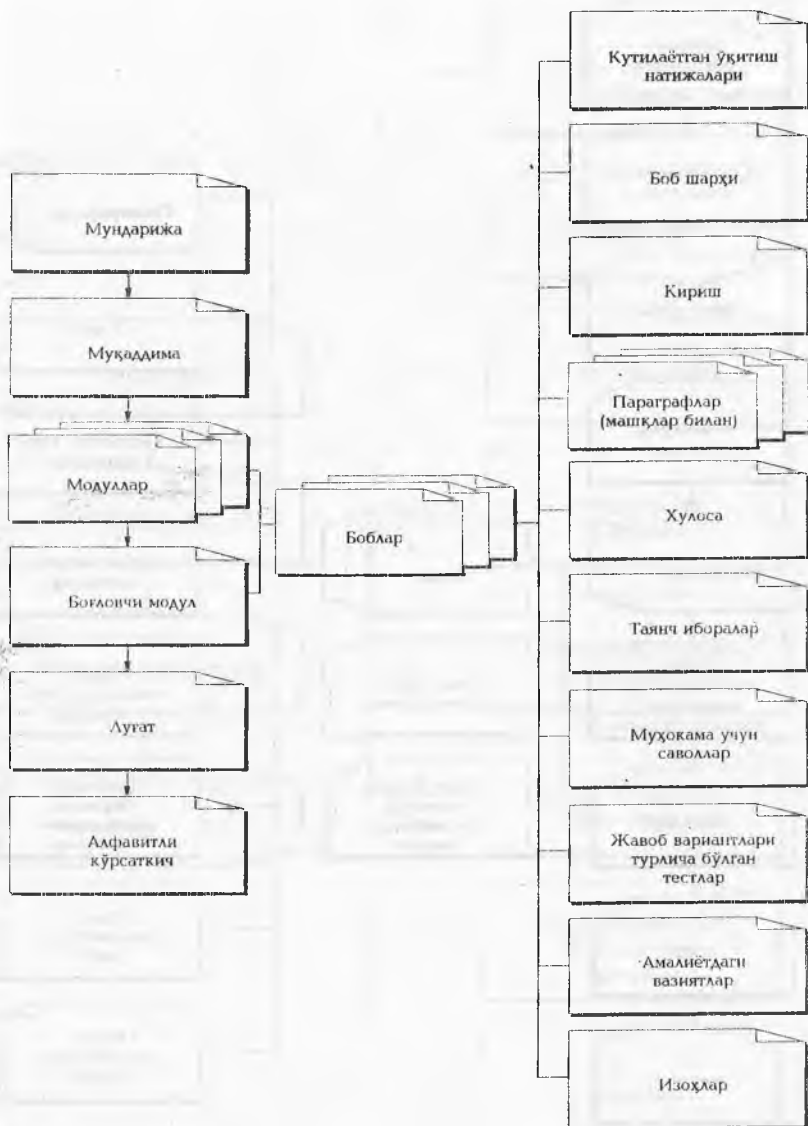 Мундарижа
Муқаддима
Модуллар
Боғловчи модул
Луғат
Алфавитли
кўрсаткич
Боблар
Кутилаётган ўқитиш
натижалари
Боб шарҳи
Кириш
Параграфлар
(машқлар билан)
Хулоса
Таянч иборалар
Муҳокама учун
саволлар
Жавоб вариантлари
турлича бўлган
тестлар
Амалиётдаги
вазиятлар
Изоҳлар